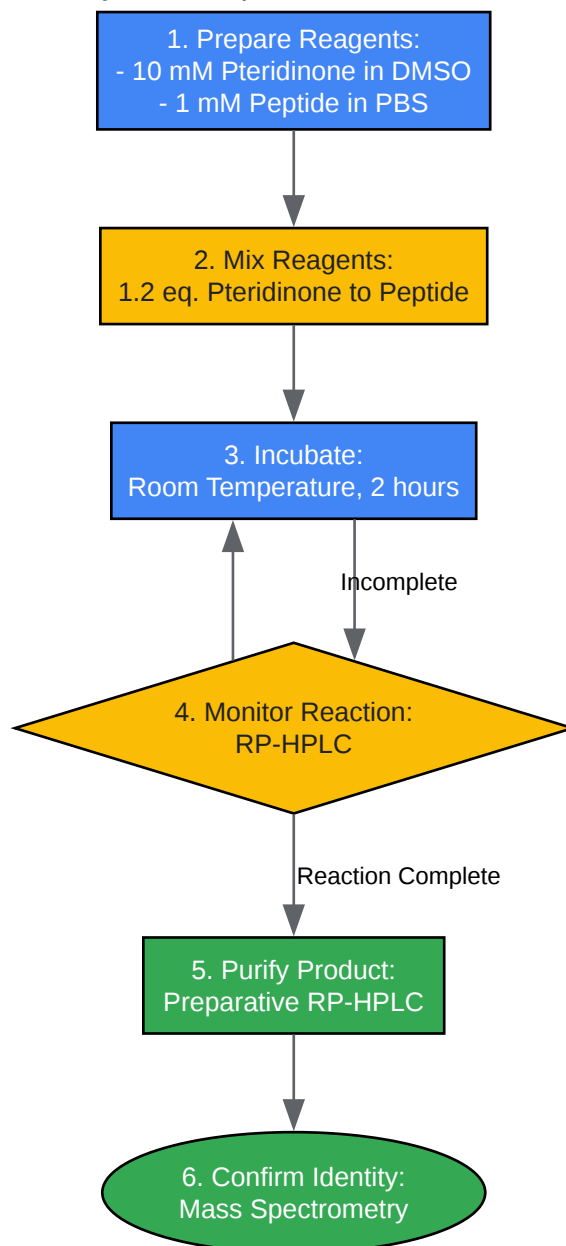 1. Prepare Reagents:
- 10 mM Pteridinone in DMSO
- 1 mM Peptide in PBS
2. Mix Reagents:
1.2 eq. Pteridinone to Peptide
3. Incubate:
Room Temperature, 2 hours
Incomplete
4. Monitor Reaction:
RP-HPLC
Reaction Complete
5. Purify Product:
Preparative RP-HPLC
6. Confirm Identity:
Mass Spectrometry